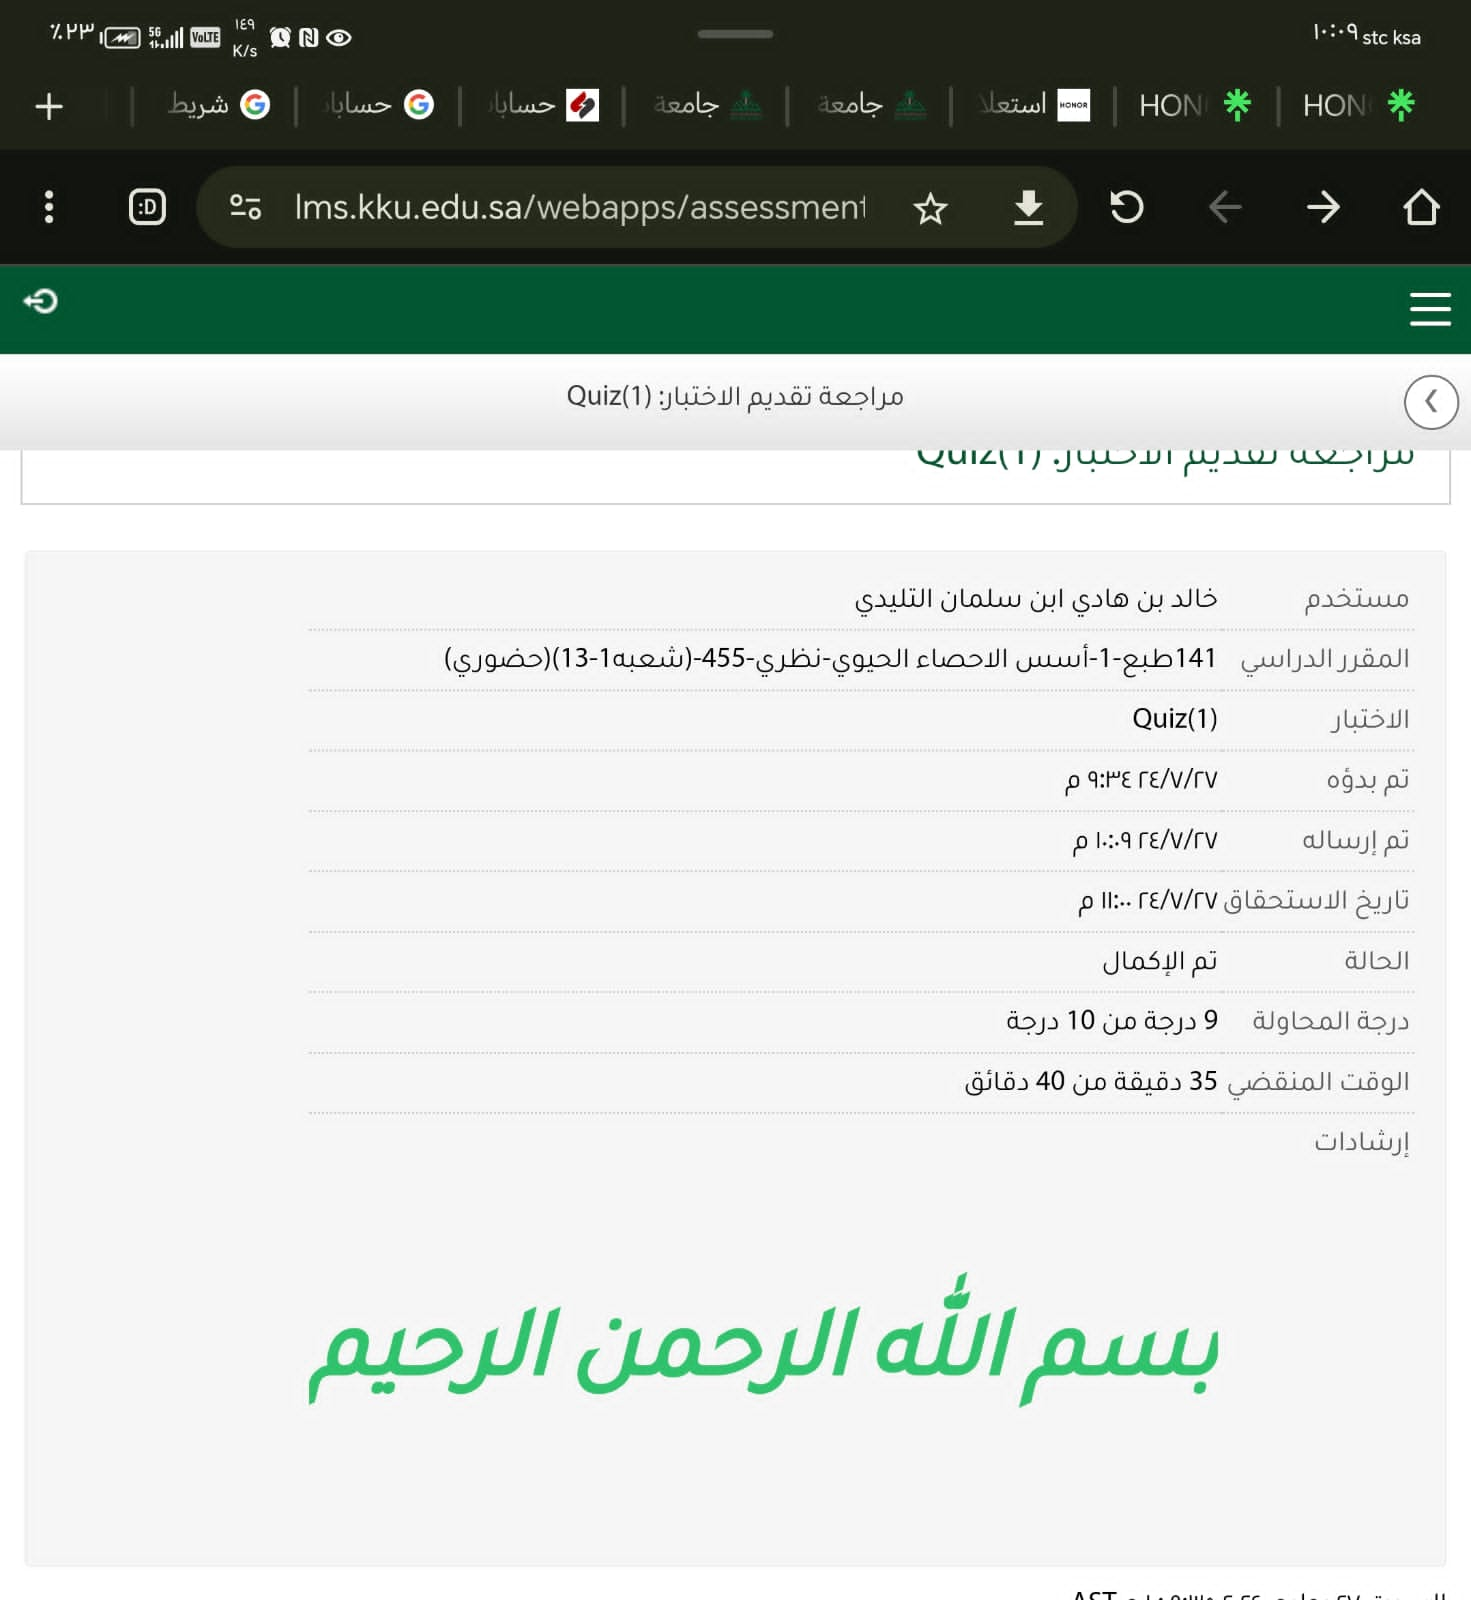 ١٠:٠٩ stc ksa
١٤٩ K/s
VoLTE
5G
٪٢٣
HON
HON
استعلا
HONOR
جامعة
جامعة
حسابا
حسابا
شريط
:D
lms.kku.edu.sa/webapps/assessment
مراجعة تقديم الاختبار: Quiz(1)
مراجعة تقديم الاختبار: Quiz(1)
مستخدم خالد بن هادي ابن سلمان التليدي
المقرر الدراسي 141طبع-1-أسس الاحصاء الحيوي-نظري-455-(شعبه1-13)(حضوري)
الاختبار Quiz(1)
تم بدؤه ٢٤/٧/٢٧ ٩:٣٤ م
تم إرساله ٢٤/٧/٢٧ ١٠:٠٩ م
تاريخ الاستحقاق ٢٤/٧/٢٧ ١١:٠٠ م
الحالة تم الإكمال
درجة المحاولة 9 درجة من 10 درجة
الوقت المنقضي 35 دقيقة من 40 دقائق
إرشادات
بسم الله الرحمن الرحيم
AST